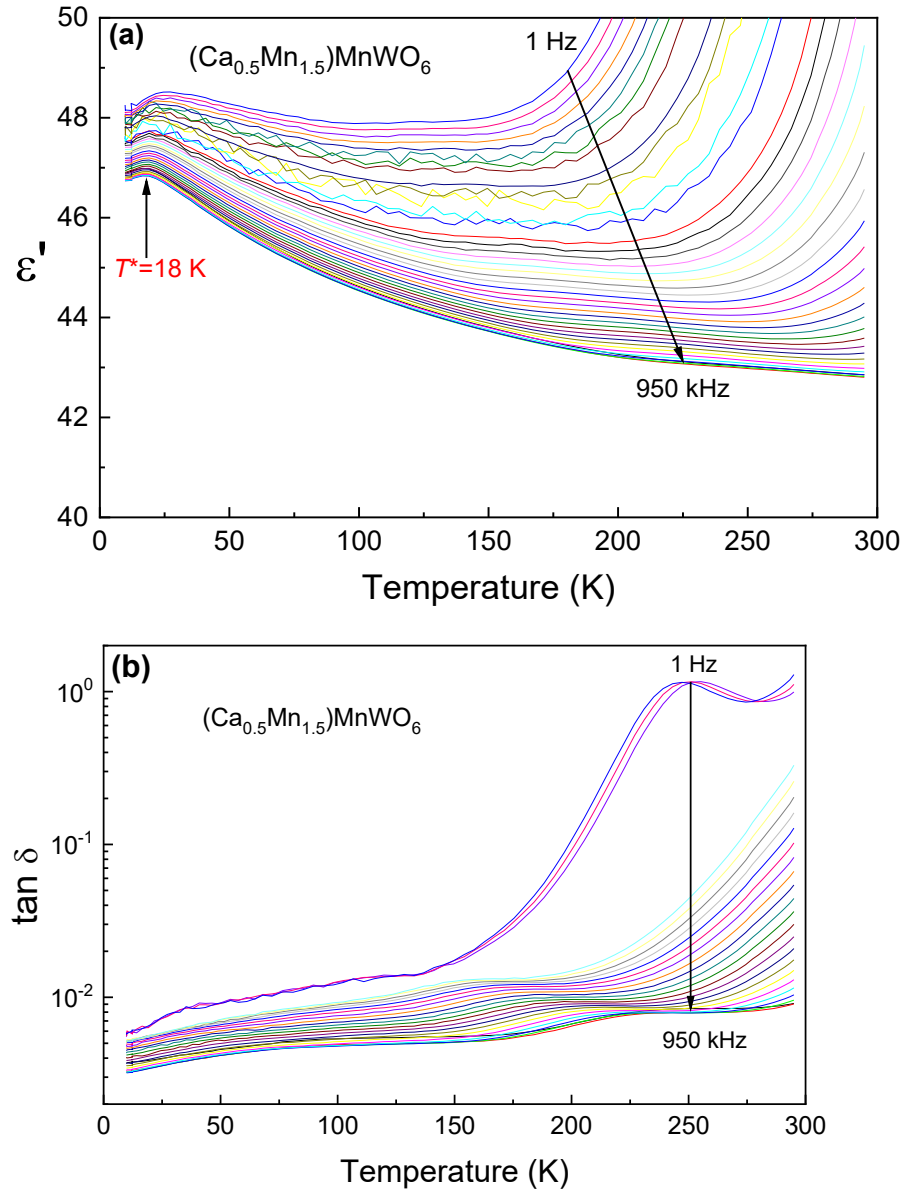 (a)
(Ca0.5Mn1.5)MnWO6
1 Hz
950 kHz
T*=18 K
ε'
50
48
46
44
42
40
0 50 100 150 200 250 300
Temperature (K)
(b)
(Ca0.5Mn1.5)MnWO6
1 Hz
950 kHz
tan δ
10^0
10^-1
10^-2
0 50 100 150 200 250 300
Temperature (K)